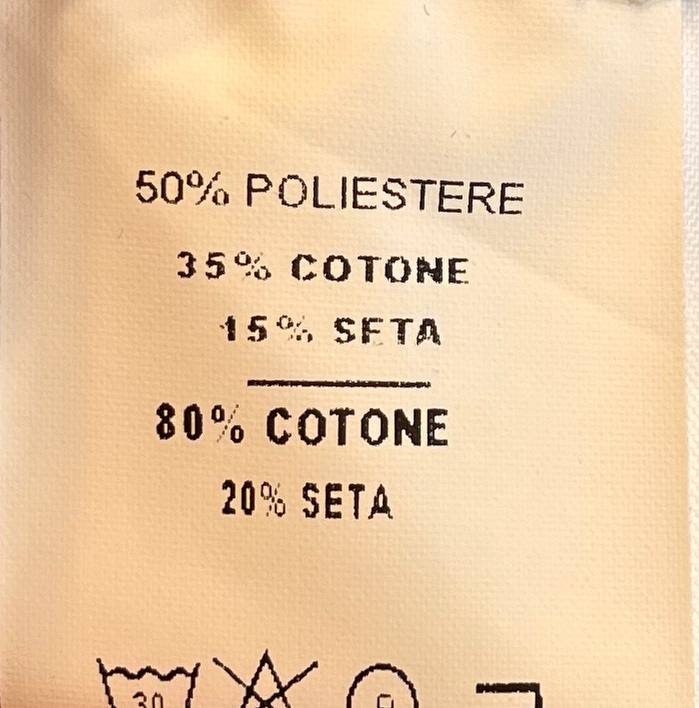 50% POLIESTERE
35% COTONE
15% SETA
80% COTONE
20% SETA
30